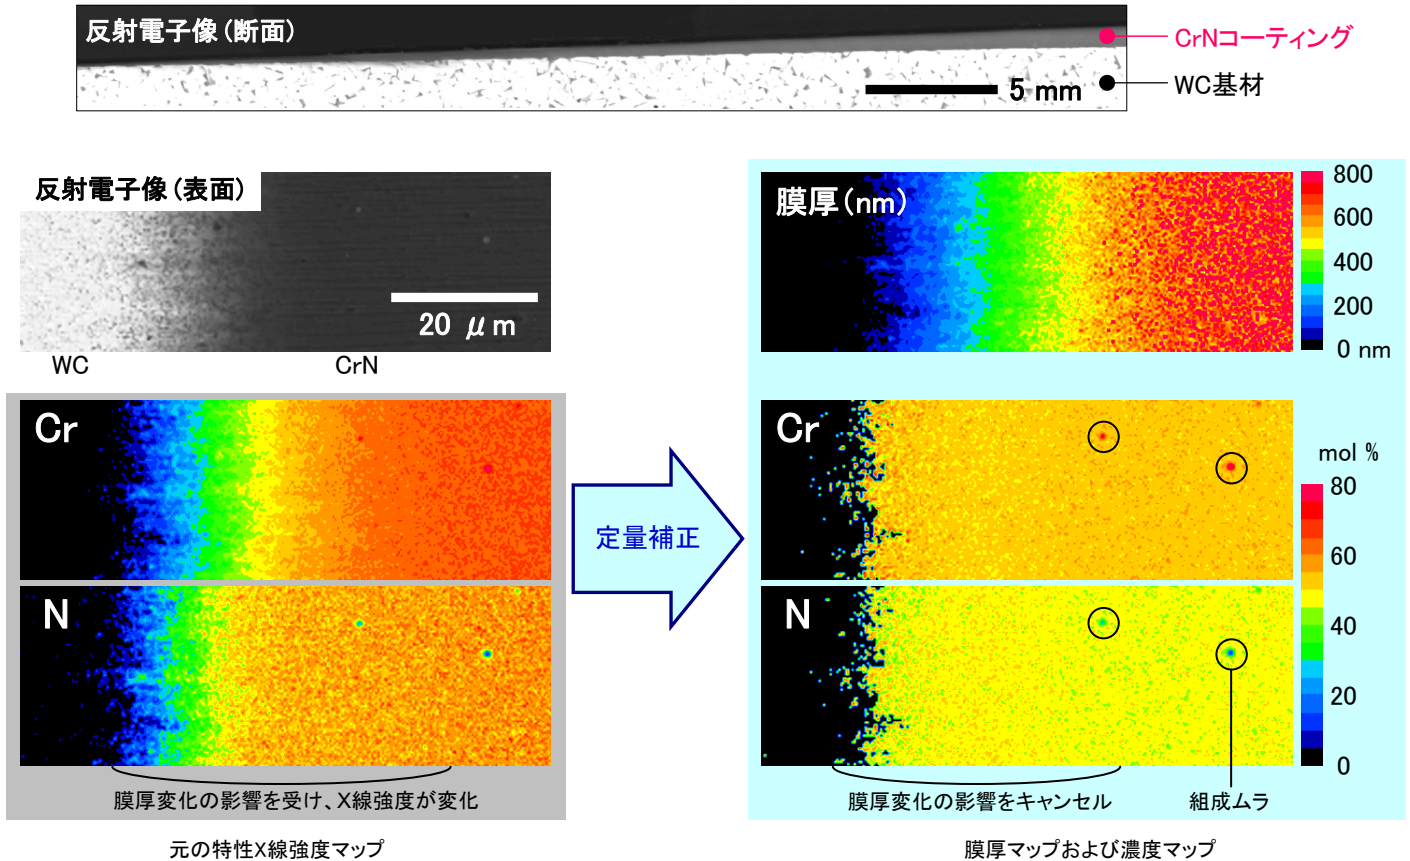 反射電子像(断面)
CrNコーティング
5 mm
WC基材
反射電子像(表面)
20 μm
WC
CrN
膜厚(nm)
800
600
400
200
0 nm
Cr
N
膜厚変化の影響を受け、X線強度が変化
元の特性X線強度マップ
定量補正
Cr
N
mol %
80
60
40
20
0
膜厚変化の影響をキャンセル
組成ムラ
膜厚マップおよび濃度マップ